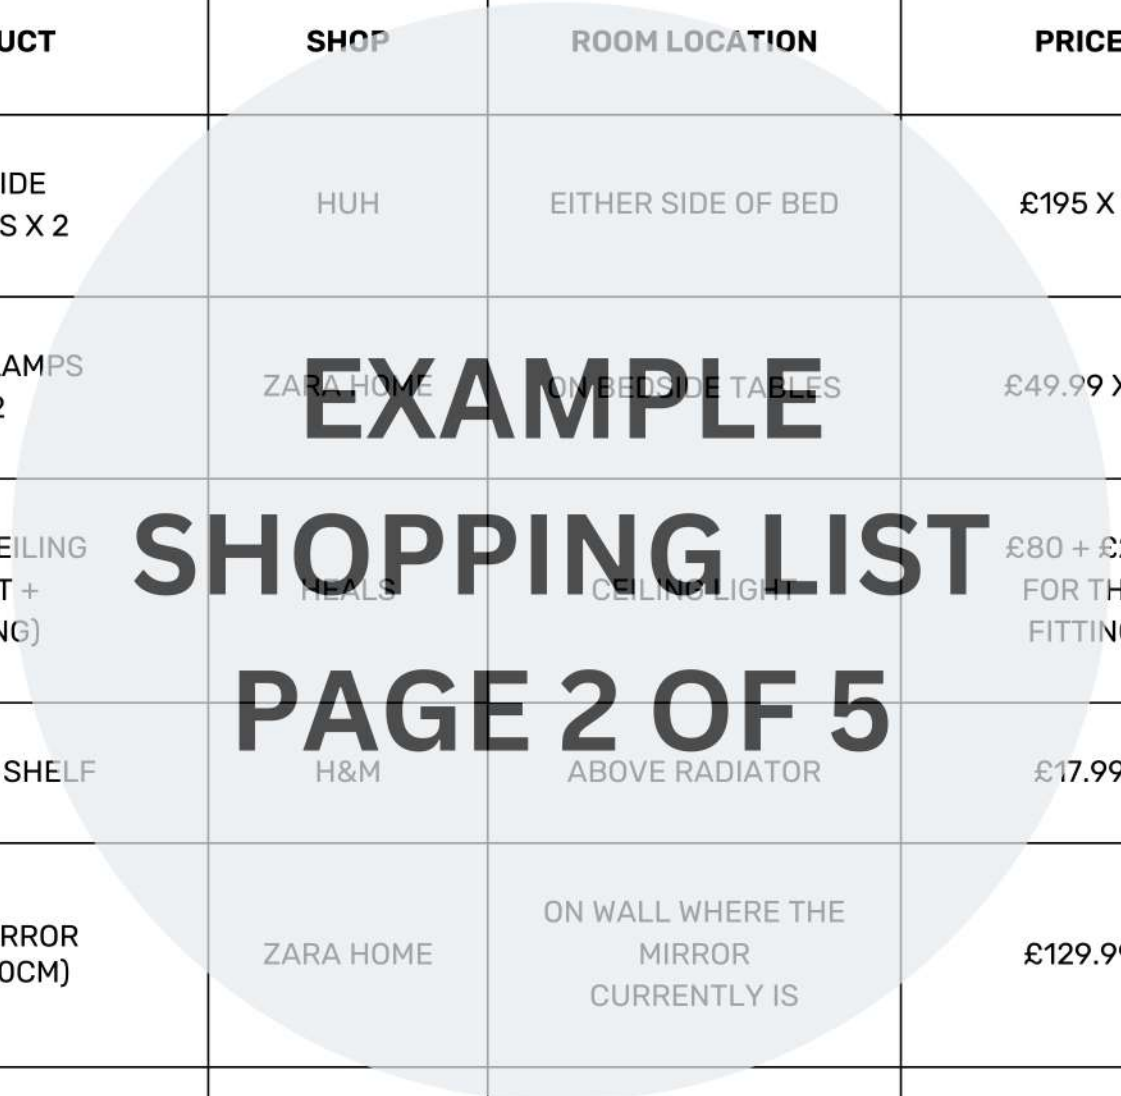 UCT SHOP ROOM LOCATION PRICE
IDE
S X 2
HUH
EITHER SIDE OF BED
£195 X
AMPS
2
ZARA HOME
ON BEDSIDE TABLES
£49.99 X
EXAMPLE
SHOPPING LIST
PAGE 2 OF 5
EILING
T +
NG)
HEALS
CEILING LIGHT
£80 + £
FOR TH
FITTING
SHELF
H&M
ABOVE RADIATOR
£17.99
RROR
0CM)
ZARA HOME
ON WALL WHERE THE
MIRROR
CURRENTLY IS
£129.99